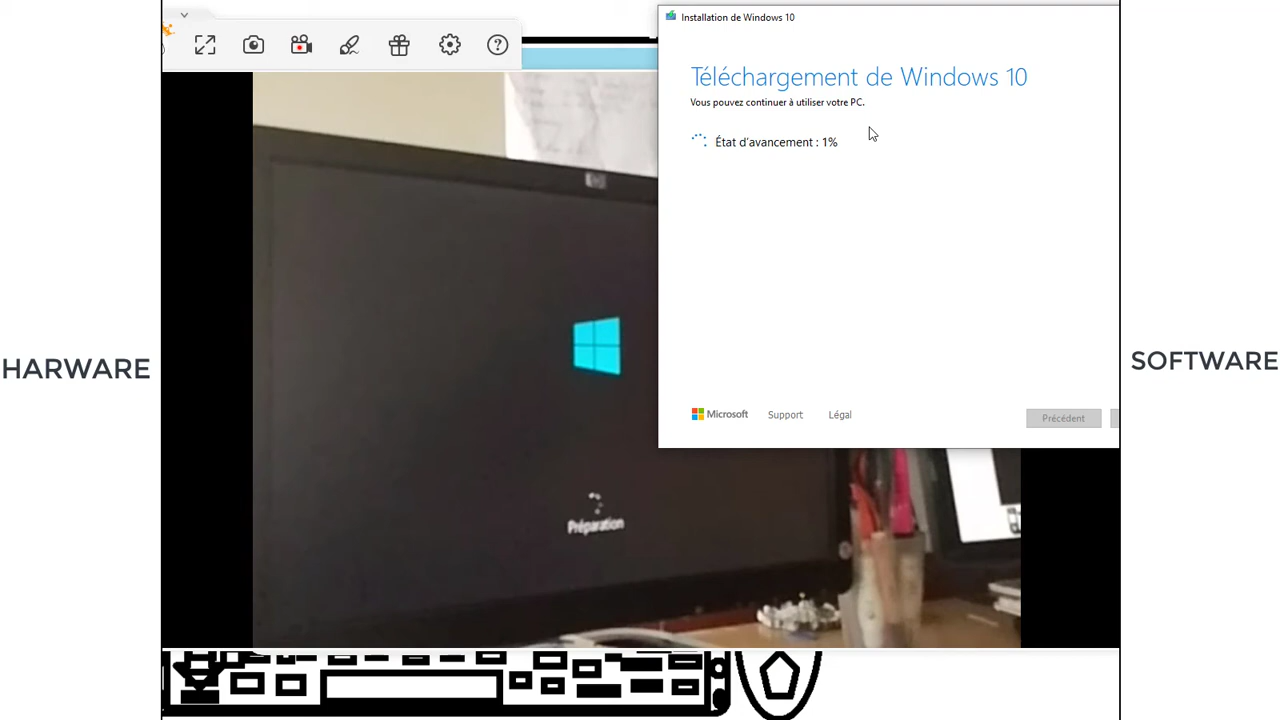 Installation de Windows 10
Téléchargement de Windows 10
Vous pouvez continuer à utiliser votre PC.
État d'avancement : 1%
HARWARE
SOFTWARE
Microsoft Support Légal
Précédent
Préparation